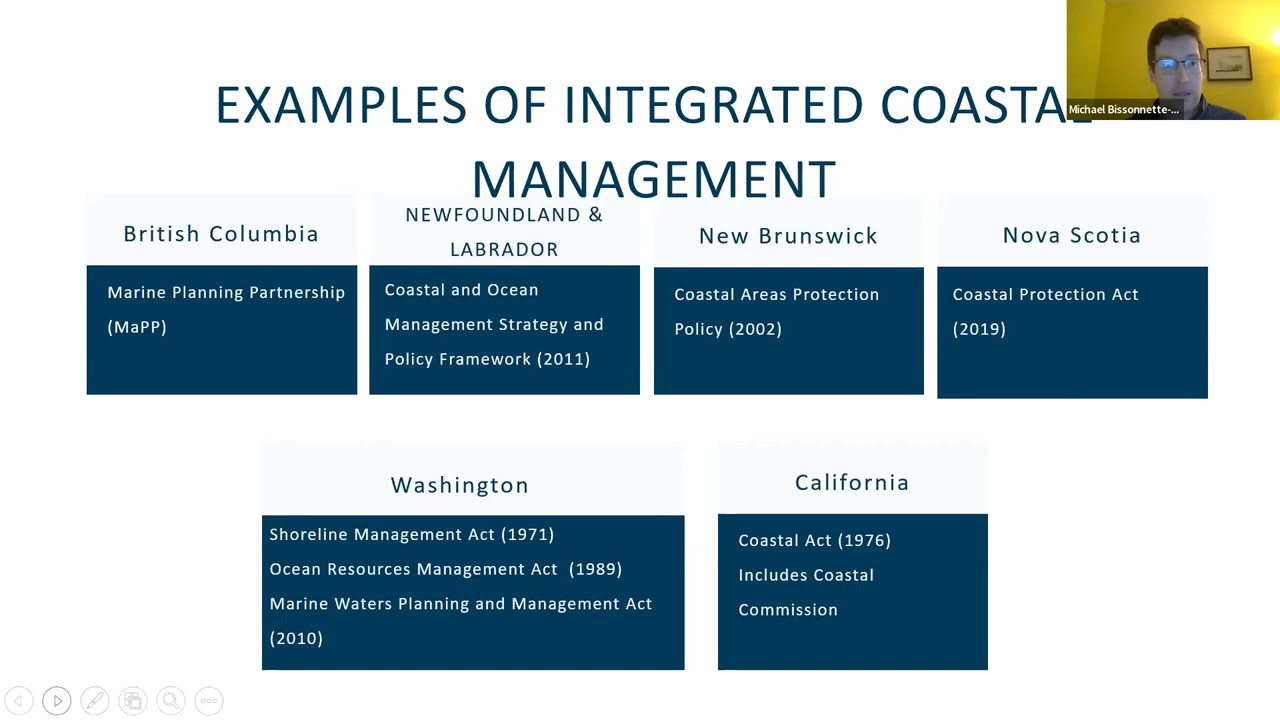 EXAMPLES OF INTEGRATED COASTAL
MANAGEMENT
Michael Bissonnette-...
British Columbia
Marine Planning Partnership
(MaPP)
NEWFOUNDLAND &
LABRADOR
Coastal and Ocean
Management Strategy and
Policy Framework (2011)
New Brunswick
Coastal Areas Protection
Policy (2002)
Nova Scotia
Coastal Protection Act
(2019)
Washington
Shoreline Management Act (1971)
Ocean Resources Management Act (1989)
Marine Waters Planning and Management Act
(2010)
California
Coastal Act (1976)
Includes Coastal
Commission